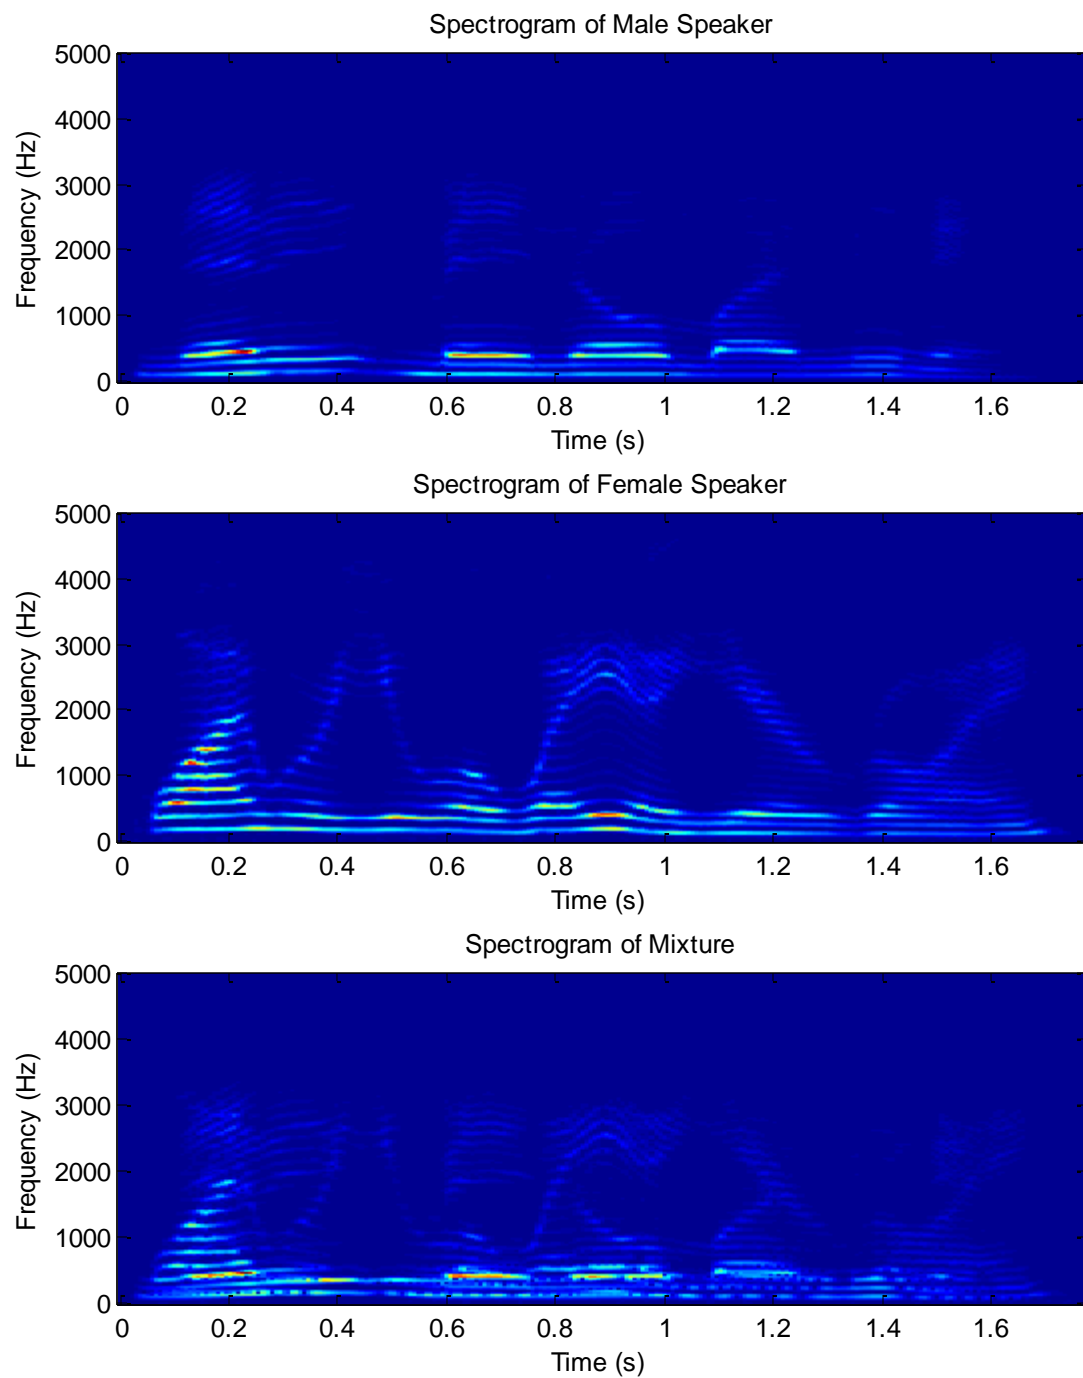 Spectrogram of Male Speaker
5000
4000
3000
2000
1000
0
Frequency (Hz)
0 0.2 0.4 0.6 0.8 1 1.2 1.4 1.6
Time (s)
Spectrogram of Female Speaker
5000
4000
3000
2000
1000
0
Frequency (Hz)
0 0.2 0.4 0.6 0.8 1 1.2 1.4 1.6
Time (s)
Spectrogram of Mixture
5000
4000
3000
2000
1000
0
Frequency (Hz)
0 0.2 0.4 0.6 0.8 1 1.2 1.4 1.6
Time (s)